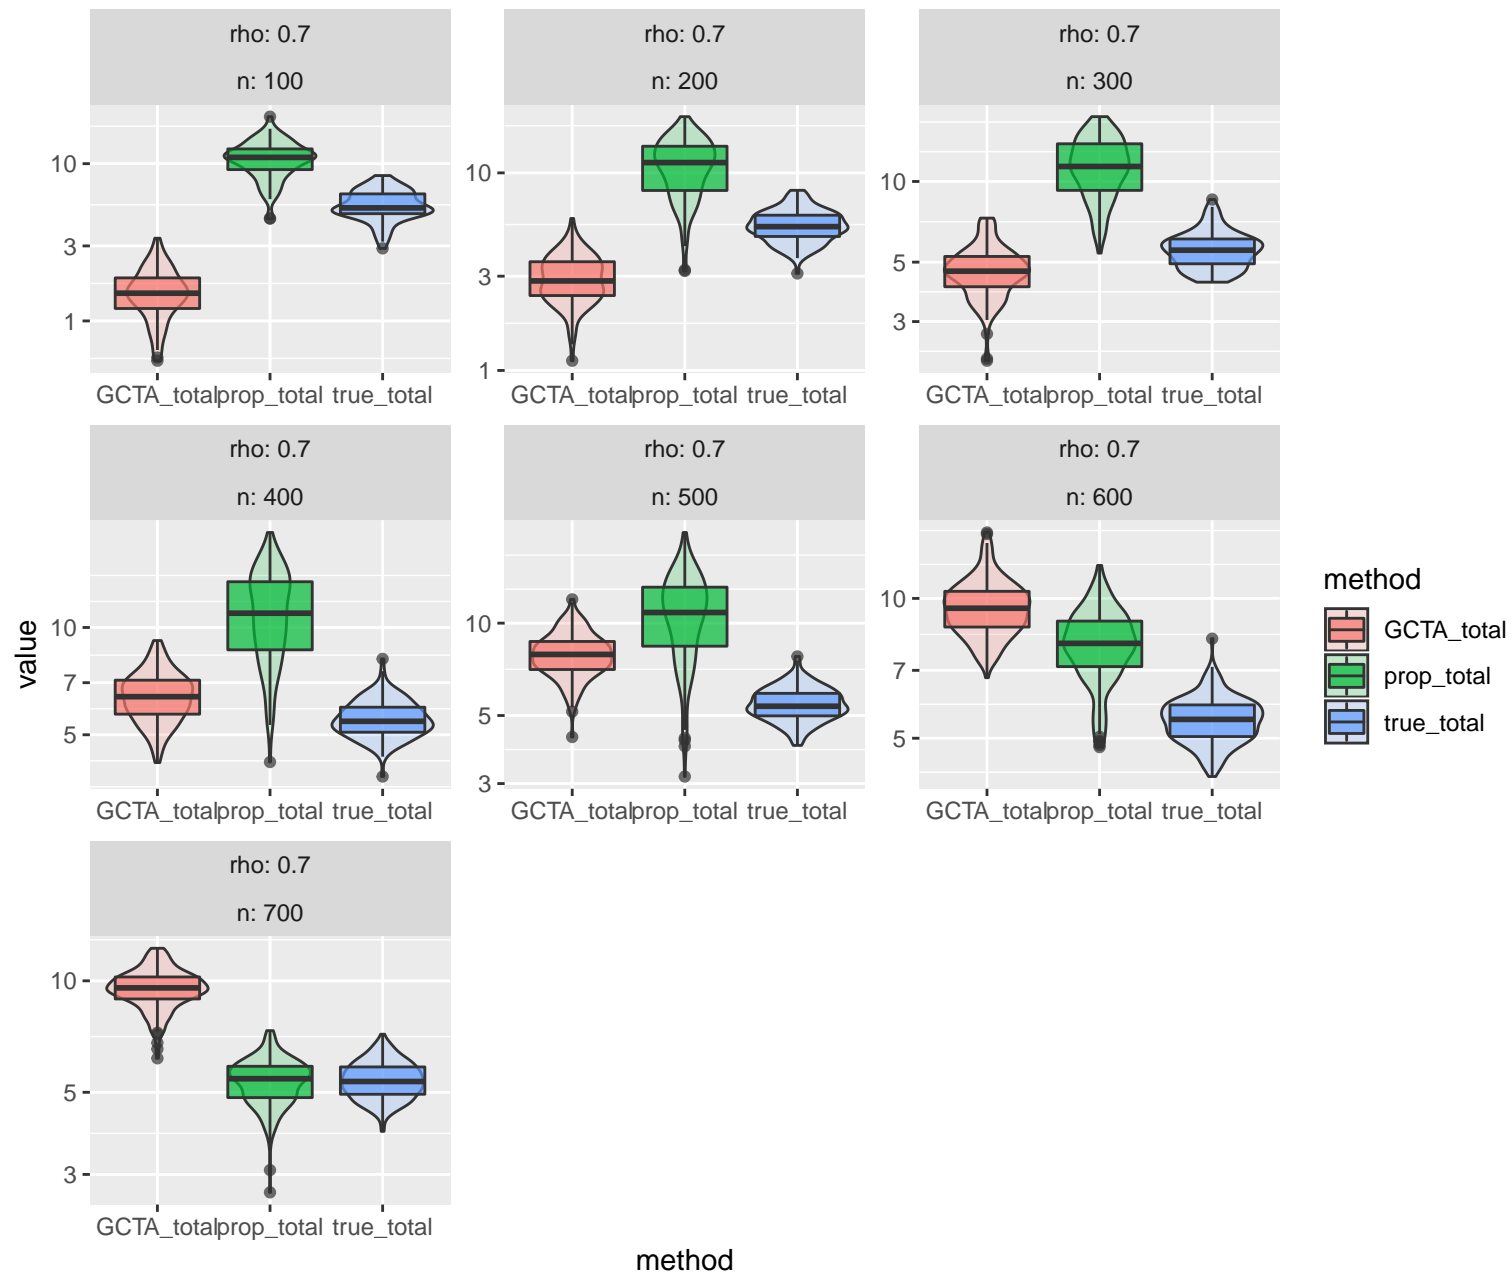 rho: 0.7
n: 100
10
3
1
GCTA_total prop_total true_total
rho: 0.7
n: 200
10
3
1
GCTA_total prop_total true_total
rho: 0.7
n: 300
10
5
3
GCTA_total prop_total true_total
rho: 0.7
n: 400
10
7
5
GCTA_total prop_total true_total
rho: 0.7
n: 500
10
5
3
GCTA_total prop_total true_total
rho: 0.7
n: 600
10
7
5
GCTA_total prop_total true_total
rho: 0.7
n: 700
10
5
3
GCTA_total prop_total true_total
value
method
method
GCTA_total
prop_total
true_total